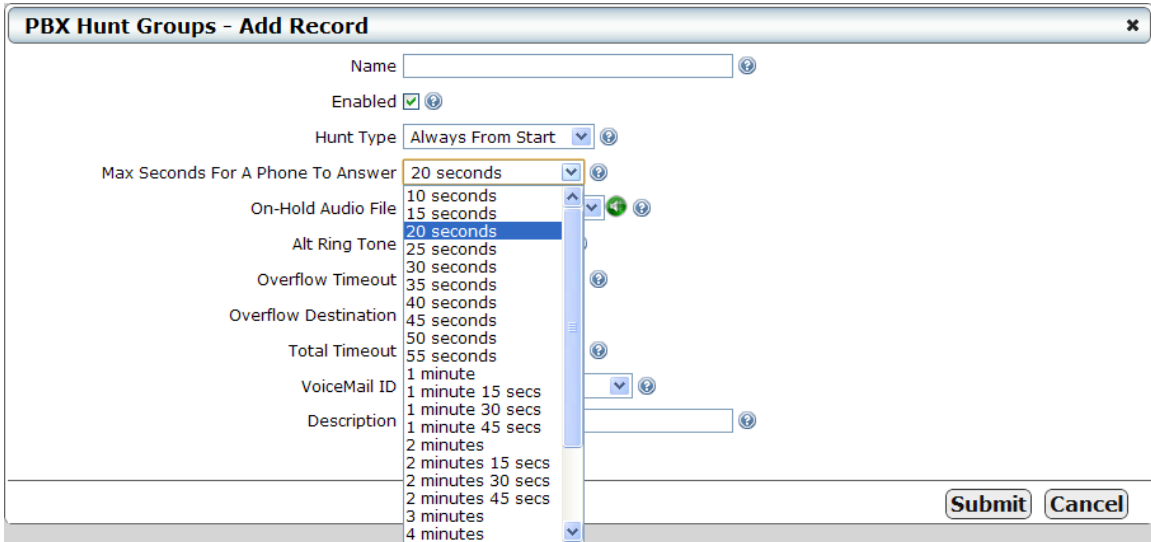 PBX Hunt Groups - Add Record
Name
Enabled
Hunt Type Always From Start
Max Seconds For A Phone To Answer 20 seconds
10 seconds
On-Hold Audio File 15 seconds
20 seconds
Alt Ring Tone 25 seconds
30 seconds
Overflow Timeout 35 seconds
40 seconds
Overflow Destination 45 seconds
50 seconds
Total Timeout 55 seconds
1 minute
VoiceMail ID 1 minute 15 secs
1 minute 30 secs
Description 1 minute 45 secs
2 minutes
2 minutes 15 secs
2 minutes 30 secs
2 minutes 45 secs
3 minutes
4 minutes
Submit Cancel